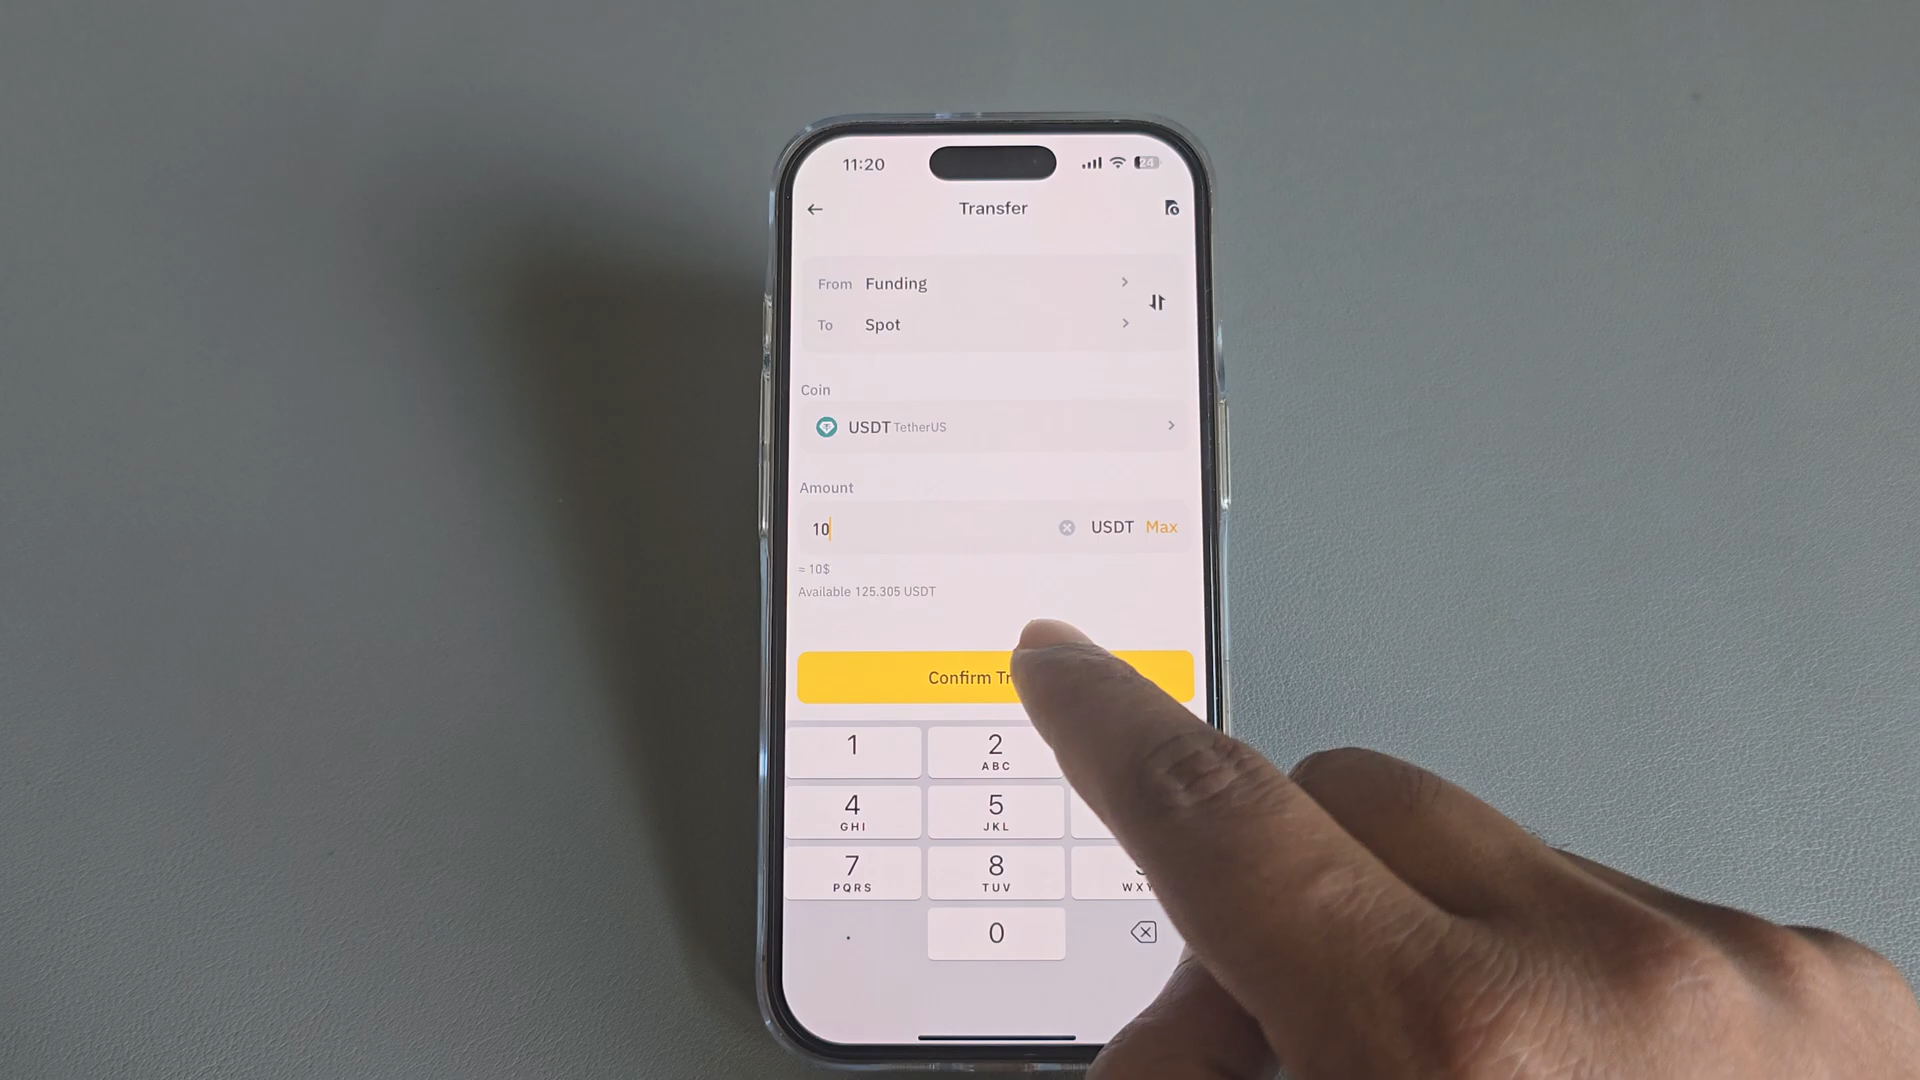 11:20
24
Transfer
From Funding
To Spot
Coin
USDT TetherUS
Amount
10 USDT Max
≈ 10$
Available 125.305 USDT
Confirm
1
2
ABC
4
GHI
5
JKL
7
PQRS
8
TUV
.
0